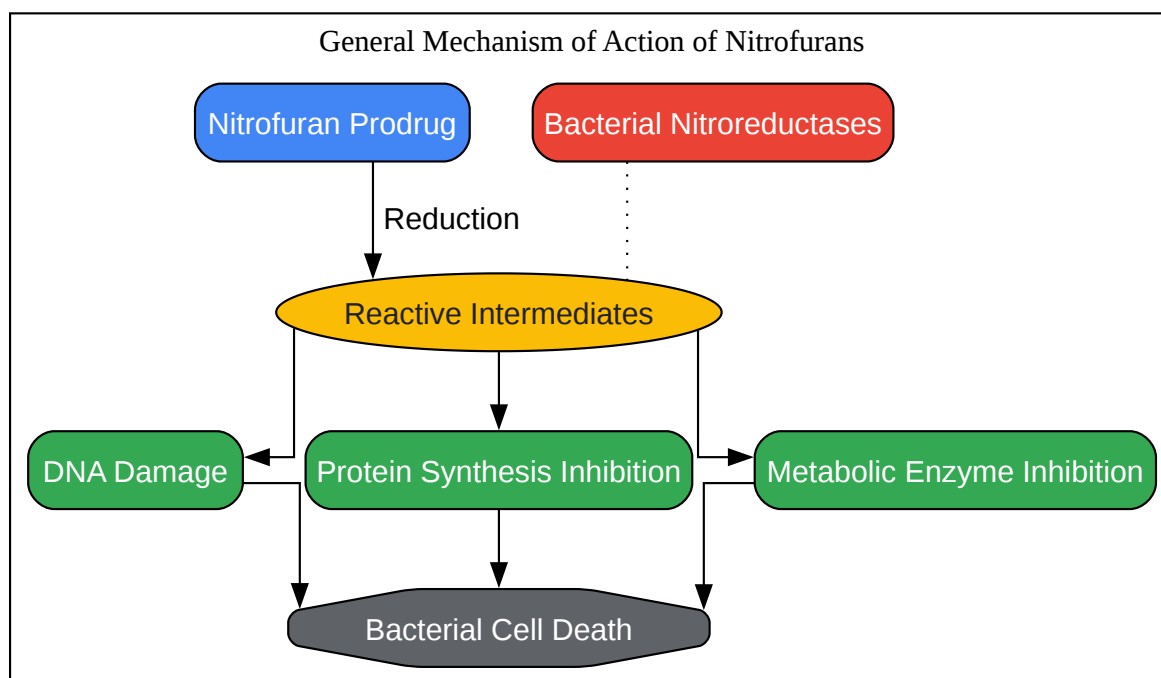 General Mechanism of Action of Nitrofurans
Nitrofuran Prodrug
Bacterial Nitroreductases
Reduction
Reactive Intermediates
DNA Damage
Protein Synthesis Inhibition
Metabolic Enzyme Inhibition
Bacterial Cell Death